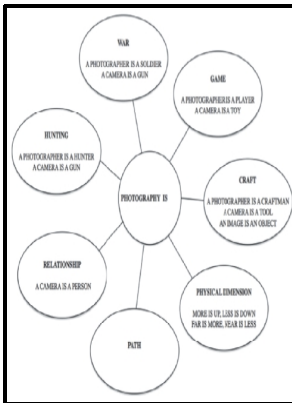 WAR
A PHOTOGRAPHER IS A SOLDIER
A CAMERA IS A GUN
GAME
A PHOTOGRAPHER IS A PLAYER
A CAMERA IS A TOY
HUNTING
A PHOTOGRAPHER IS A HUNTER
A CAMERA IS A GUN
PHOTOGRAPHY IS
CRAFT
A PHOTOGRAPHER IS A CRAFTMAN
A CAMERA IS A TOOL
AN IMAGE IS AN OBJECT
RELATIONSHIP
A CAMERA IS A PERSON
PHYSICAL DIMENSION
MORE IS UP, LESS IS DOWN
FAR IS MORE, NEAR IS LESS
PATH